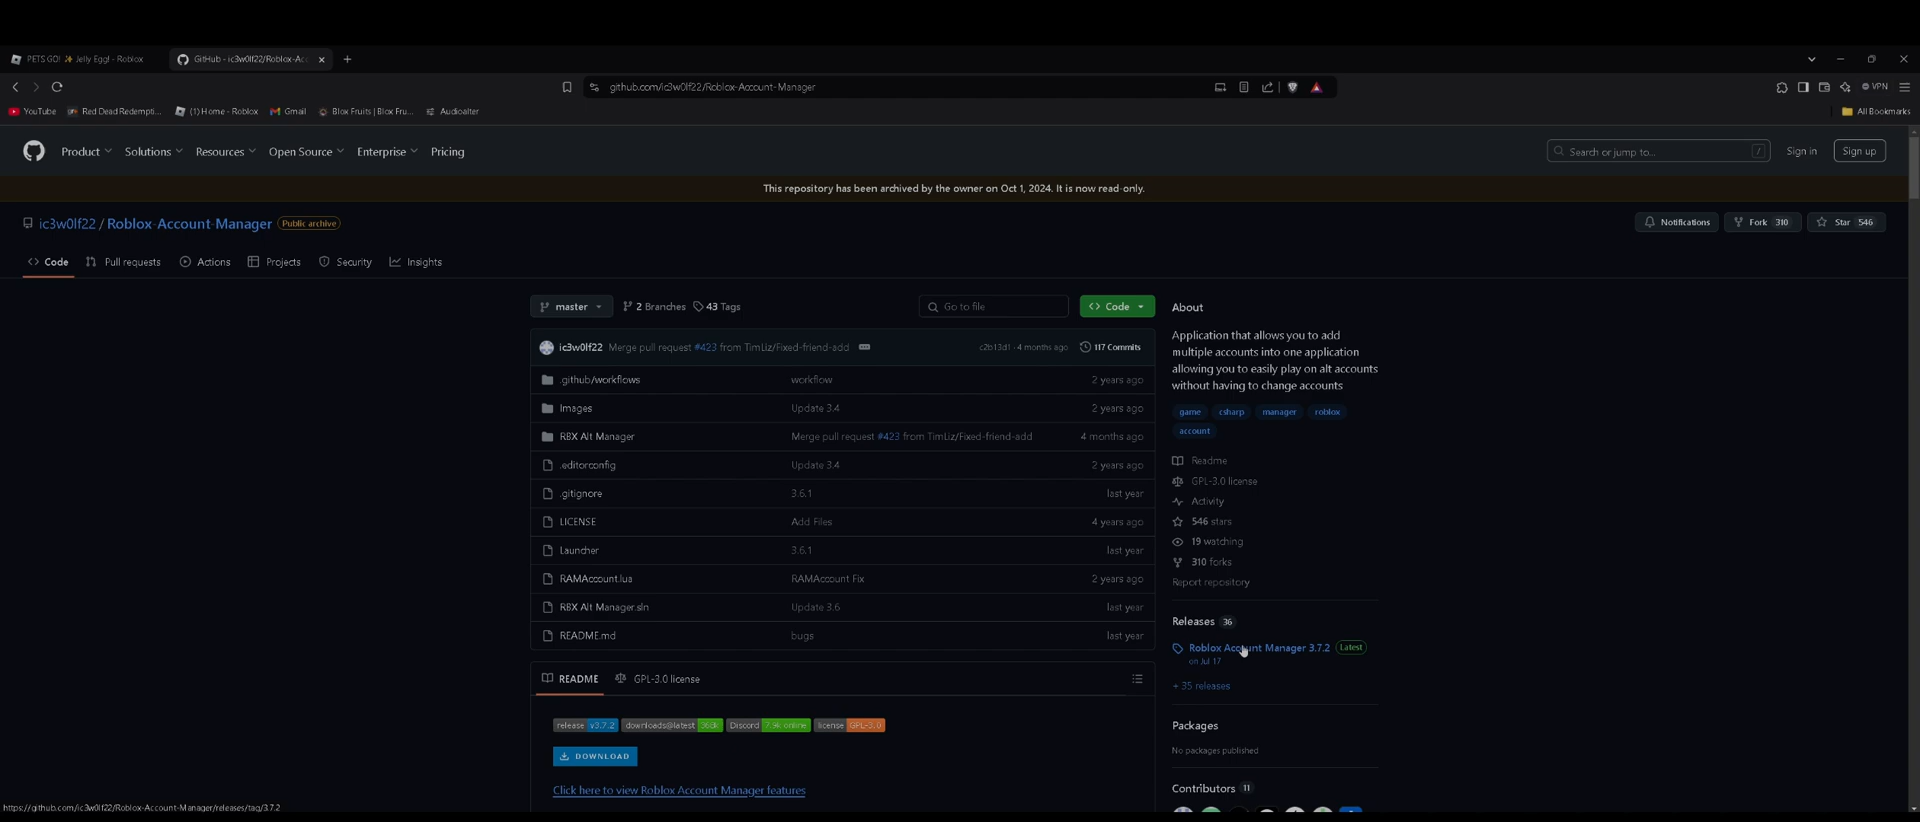 PETS GO! ✨ Jelly Egg! - Roblox
GitHub - ic3w0lf22/Roblox-Ac
github.com/ic3w0lf22/Roblox-Account-Manager
VPN
YouTube
Red Dead Redempti...
(1) Home - Roblox
Gmail
Blox Fruits | Blox Fru...
Audioalter
All Bookmarks
Product
Solutions
Resources
Open Source
Enterprise
Pricing
Search or jump to...
/
Sign in
Sign up
This repository has been archived by the owner on Oct 1, 2024. It is now read-only.
ic3w0lf22 / Roblox-Account-Manager Public archive
Notifications
Fork 310
Star 546
<> Code
Pull requests
Actions
Projects
Security
Insights
master
2 Branches
43 Tags
Go to file
<> Code
ic3w0lf22 Merge pull request #423 from TimLiz/Fixed-friend-add
c2b13d1 · 4 months ago
117 Commits
.github/workflows workflow 2 years ago
Images Update 3.4 2 years ago
RBX Alt Manager Merge pull request #423 from TimLiz/Fixed-friend-add 4 months ago
.editorconfig Update 3.4 2 years ago
.gitignore 3.6.1 last year
LICENSE Add Files 4 years ago
Launcher 3.6.1 last year
RAMAccount.lua RAMAccount Fix 2 years ago
RBX Alt Manager.sln Update 3.6 last year
README.md bugs last year
README
GPL-3.0 license
release v3.7.2
downloads@latest 368k
Discord 7.9k online
license GPL-3.0
DOWNLOAD
Click here to view Roblox Account Manager features
About
Application that allows you to add
multiple accounts into one application
allowing you to easily play on alt accounts
without having to change accounts
game csharp manager roblox
account
Readme
GPL-3.0 license
Activity
546 stars
19 watching
310 forks
Report repository
Releases 36
Roblox Account Manager 3.7.2 Latest
on Jul 17
+ 35 releases
Packages
No packages published
Contributors 11
https://github.com/ic3w0lf22/Roblox-Account-Manager/releases/tag/3.7.2